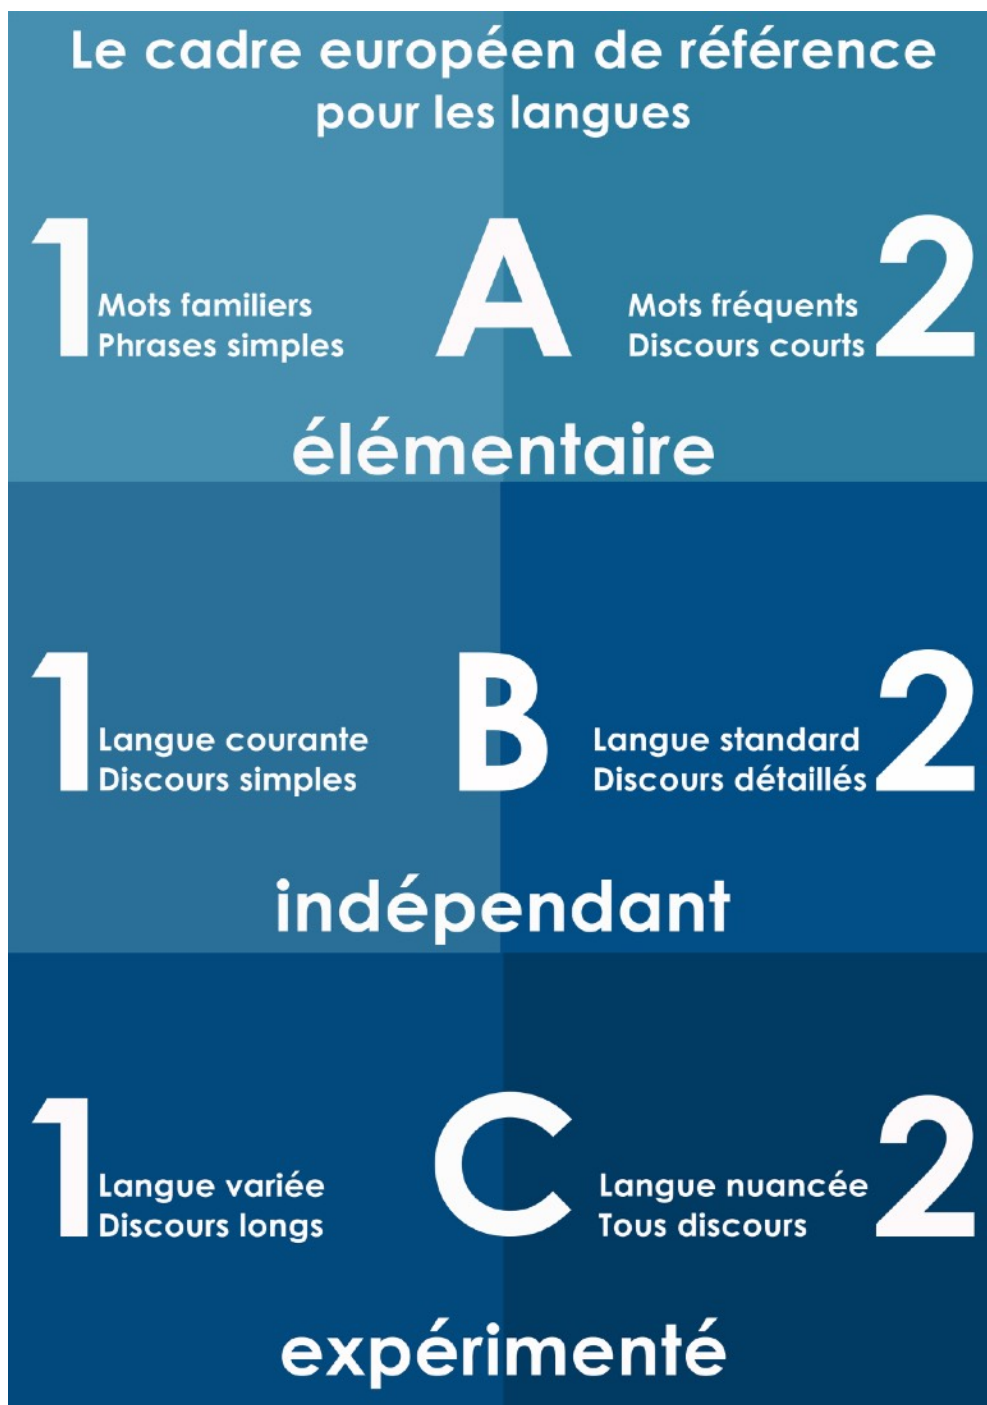 Le cadre européen de référence
pour les langues
1
Mots familiers
Phrases simples
A
Mots fréquents
Discours courts
2
élémentaire
1
Langue courante
Discours simples
B
Langue standard
Discours détaillés
2
indépendant
1
Langue variée
Discours longs
C
Langue nuancée
Tous discours
2
expérimenté